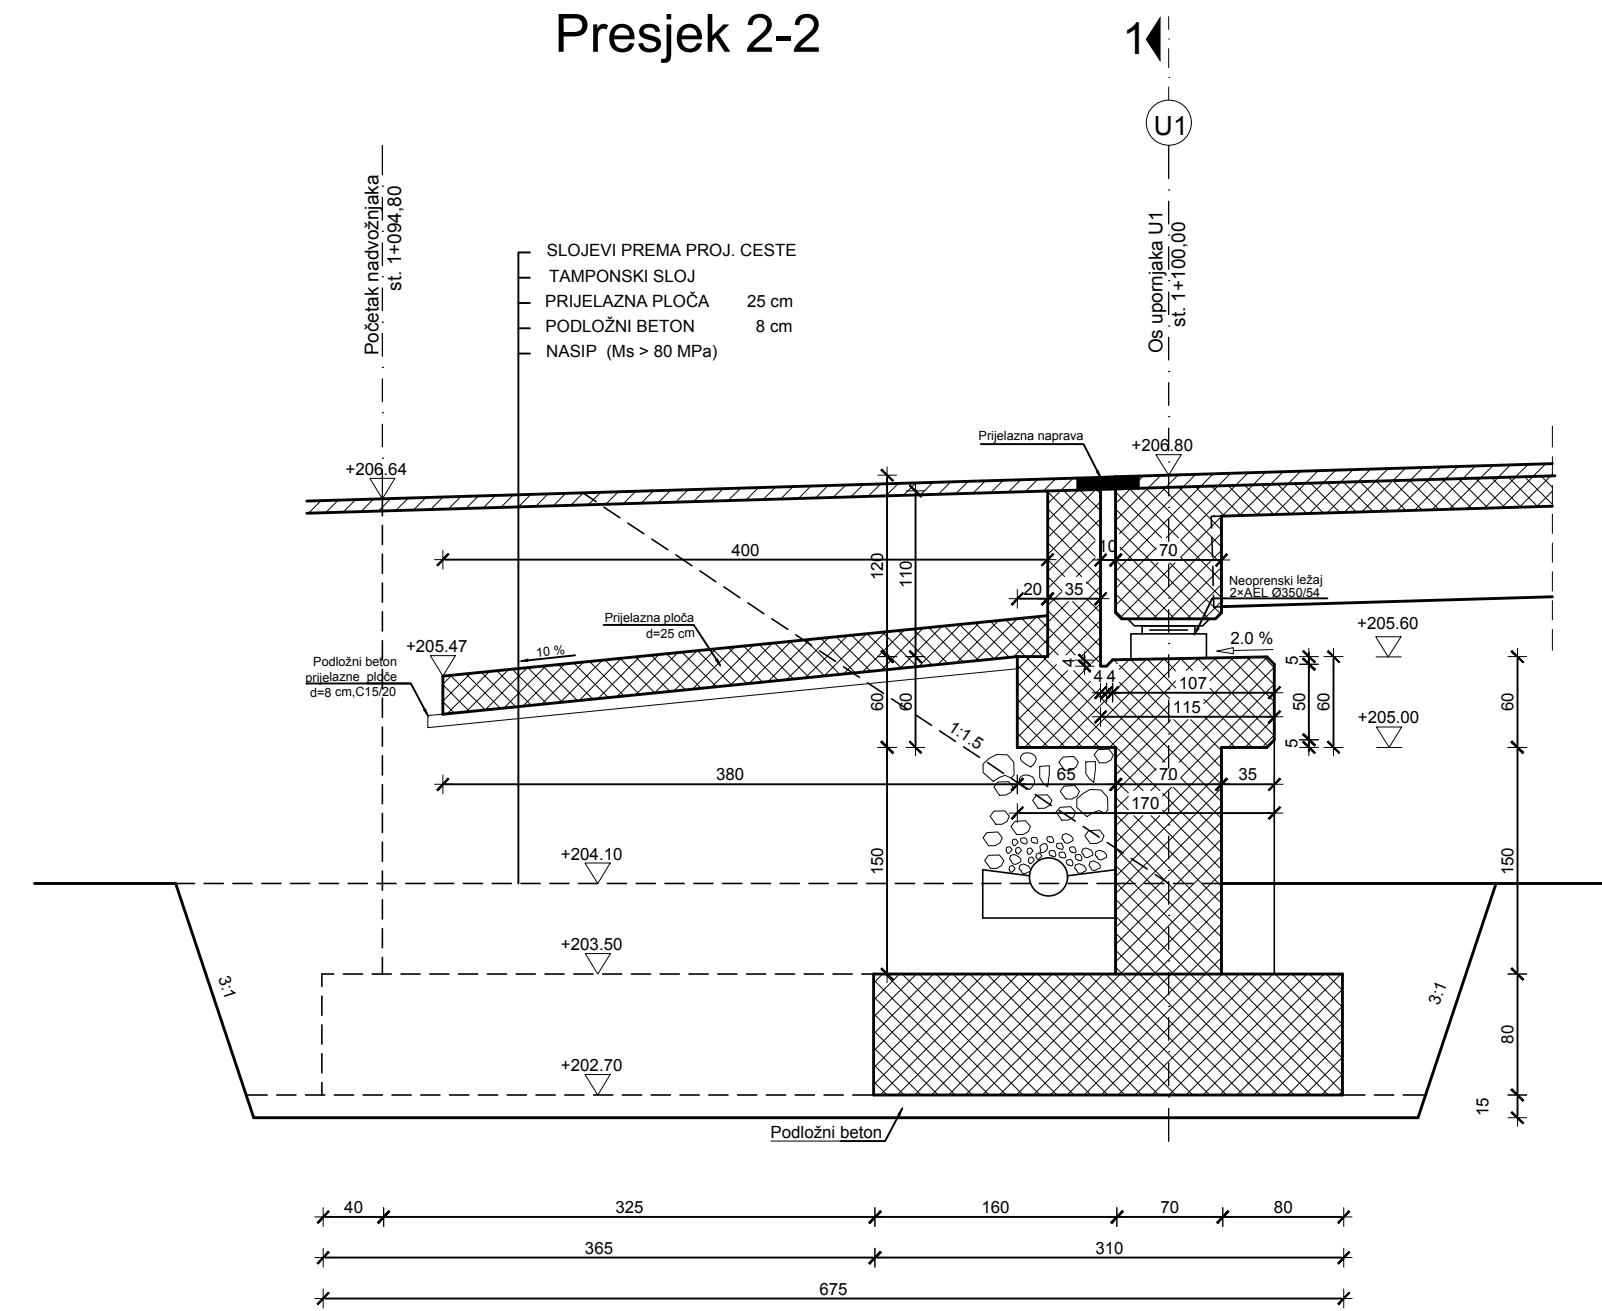 Presjek 2-2
1
U1
Početak nadvožnjaka
st. 1+094,80
Os upornjaka U1
st. 1+100,00
SLOJEVI PREMA PROJ. CESTE
TAMPONSKI SLOJ
PRIJELAZNA PLOČA 25 cm
PODLOŽNI BETON 8 cm
NASIP (Ms > 80 MPa)
Prijelazna naprava
+206.80
+206.64
400
120
110
10
70
20
35
Neoprenski ležaj
2×AEL Ø350/54
+205.60
2.0 %
Prijelazna ploča
d=25 cm
10 %
+205.47
Podložni beton
prijelazne ploče
d=8 cm,C15/20
4
4 4
107
115
5
50
5
60
60
+205.00
60
60
1:1.5
380
65
70
35
170
150
150
+204.10
+203.50
3:1
3:1
80
+202.70
15
Podložni beton
40
325
160
70
80
365
310
675